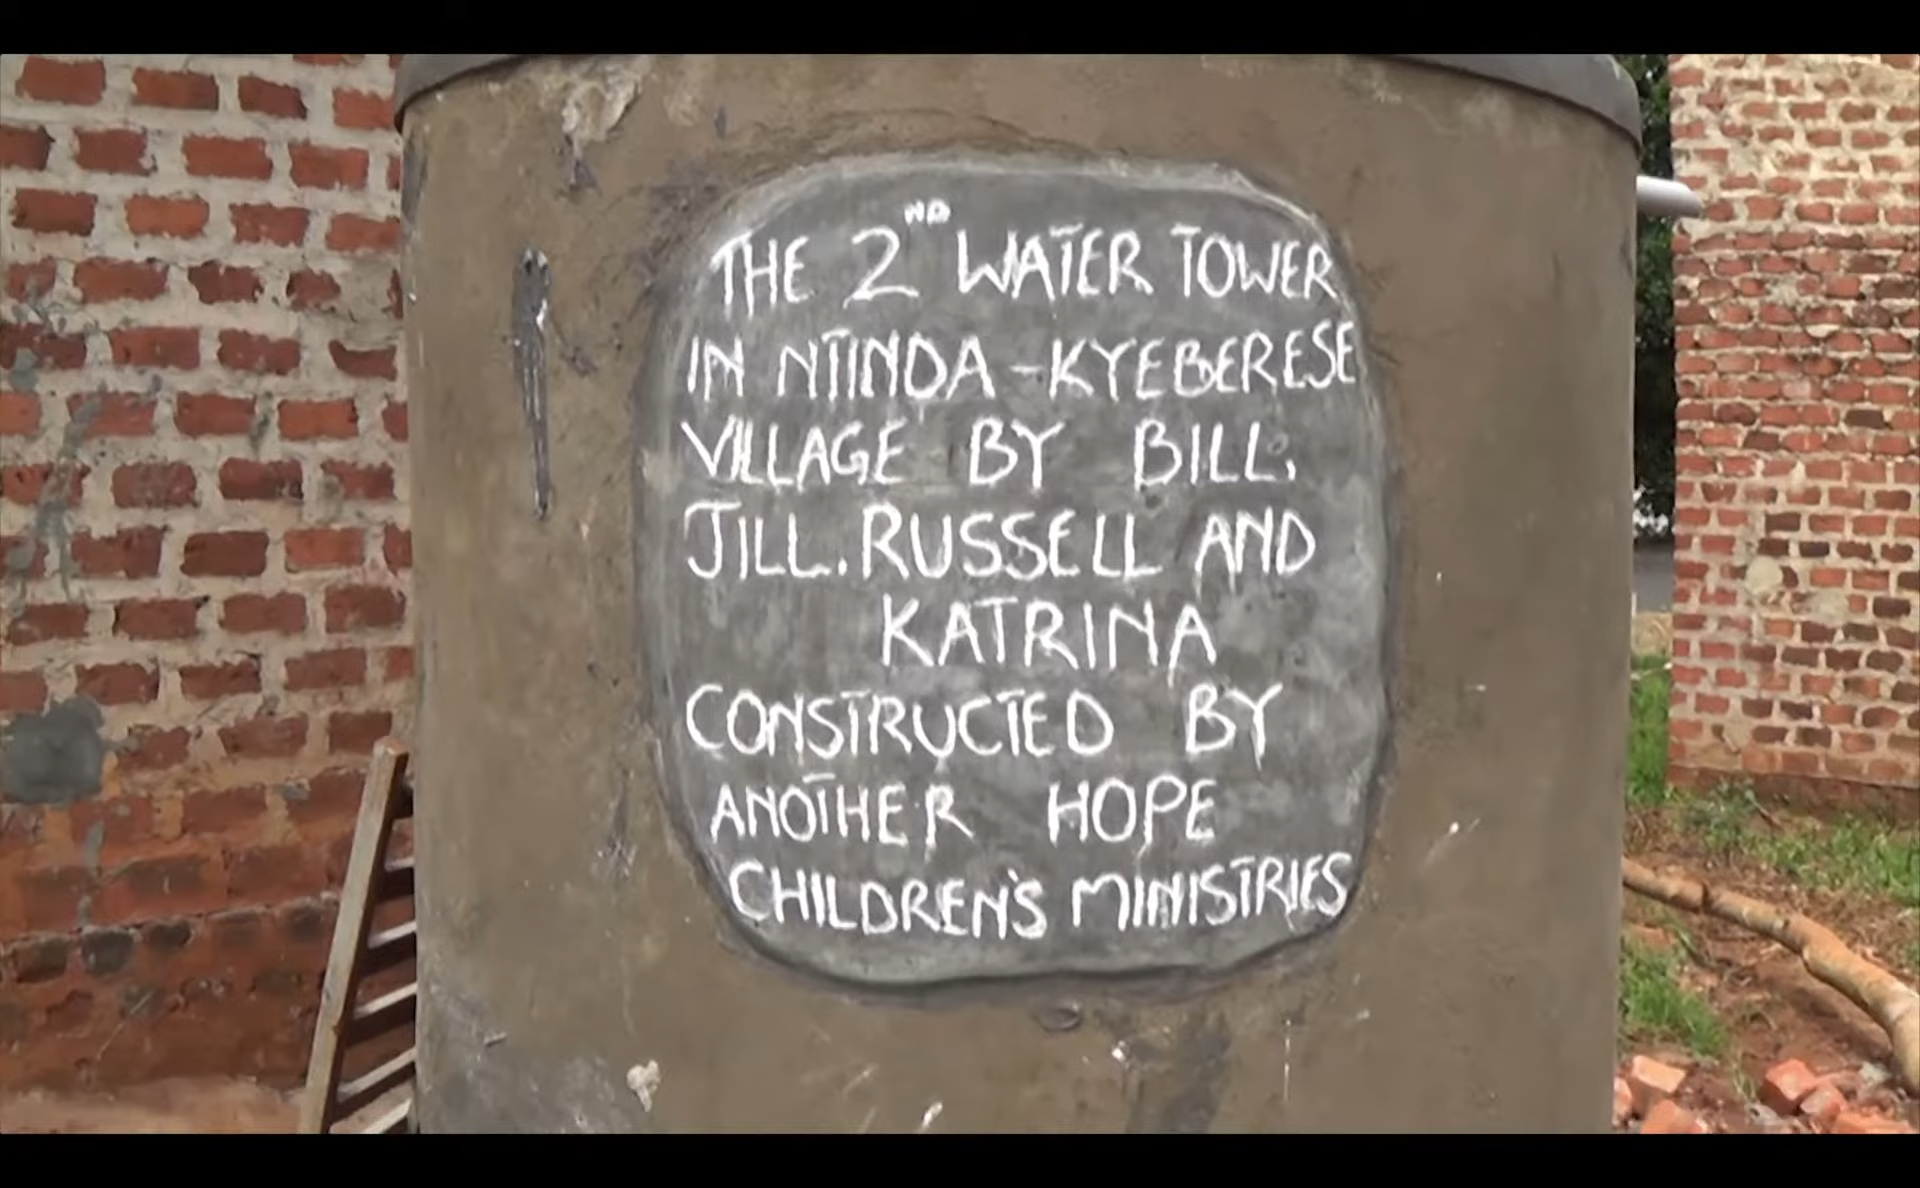 THE 2ND WATER TOWER
IN NTINDA-KYEBERESE
VILLAGE BY BILL.
JILL. RUSSELL AND
KATRINA
CONSTRUCTED BY
ANOTHER HOPE
CHILDREN'S MINISTRIES